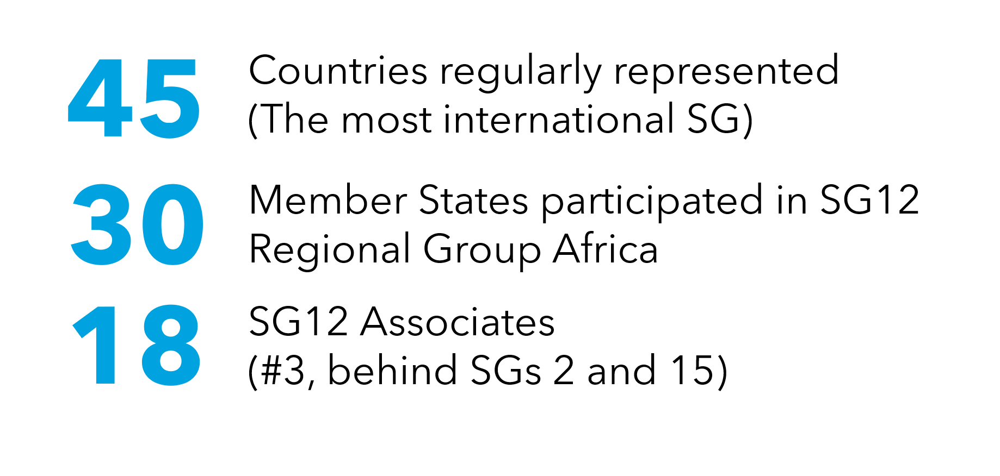 45 Countries regularly represented
(The most international SG)
30 Member States participated in SG12
Regional Group Africa
18 SG12 Associates
(#3, behind SGs 2 and 15)